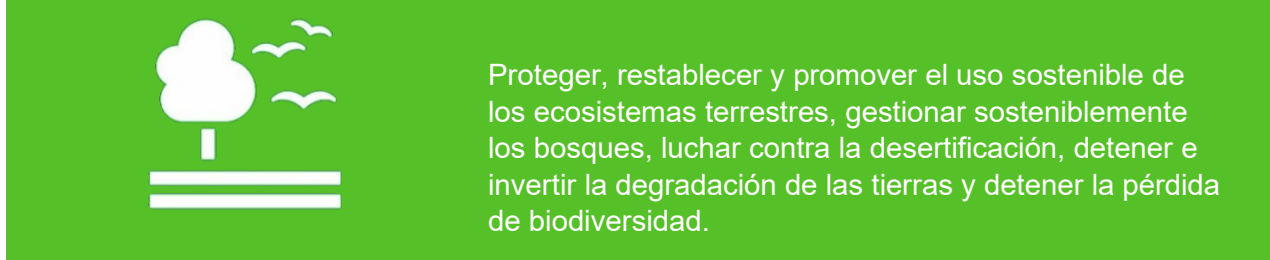 Proteger, restablecer y promover el uso sostenible de
los ecosistemas terrestres, gestionar sosteniblemente
los bosques, luchar contra la desertificación, detener e
invertir la degradación de las tierras y detener la pérdida
de biodiversidad.